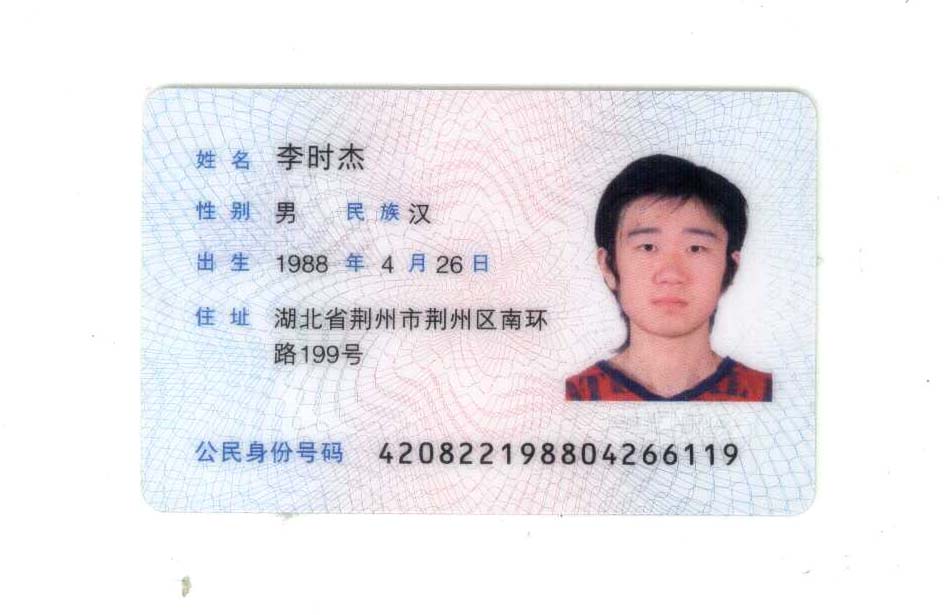 姓名 李时杰
性别 男 民族 汉
出生 1988 年 4 月 26 日
住址 湖北省荆州市荆州区南环
路199号
公民身份号码 420822198804266119